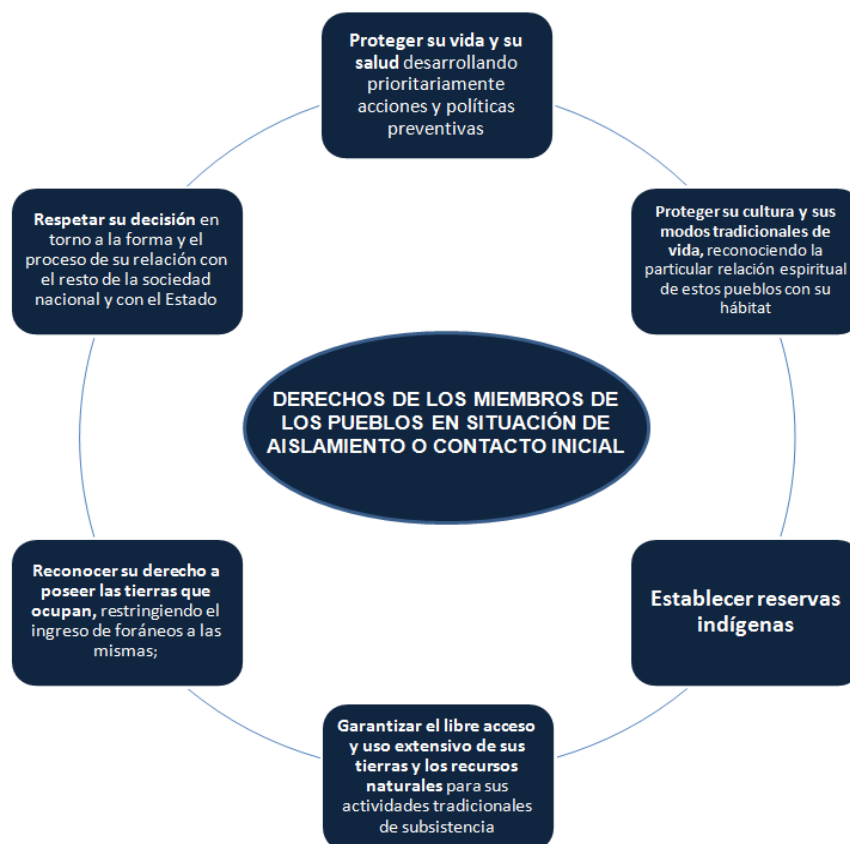 Proteger su vida y su
salud desarrollando
prioritariamente
acciones y políticas
preventivas
Respetar su decisión en
torno a la forma y el
proceso de su relación con
el resto de la sociedad
nacional y con el Estado
Proteger su cultura y sus
modos tradicionales de
vida, reconociendo la
particular relación espiritual
de estos pueblos con su
hábitat
DERECHOS DE LOS MIEMBROS DE
LOS PUEBLOS EN SITUACIÓN DE
AISLAMIENTO O CONTACTO INICIAL
Reconocer su derecho a
poseer las tierras que
ocupan, restringiendo el
ingreso de foráneos a las
mismas;
Establecer reservas
indígenas
Garantizar el libre acceso
y uso extensivo de sus
tierras y los recursos
naturales para sus
actividades tradicionales
de subsistencia